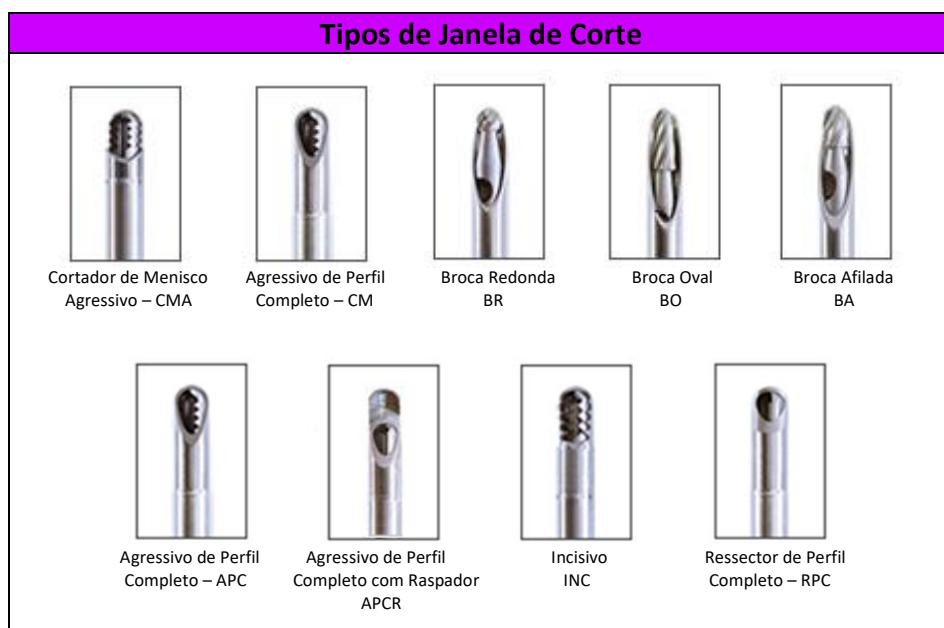 Tipos de Janela de Corte
Cortador de Menisco
Agressivo – CMA
Agressivo de Perfil
Completo – CM
Broca Redonda
BR
Broca Oval
BO
Broca Afilada
BA
Agressivo de Perfil
Completo – APC
Agressivo de Perfil
Completo com Raspador
APCR
Incisivo
INC
Ressector de Perfil
Completo – RPC